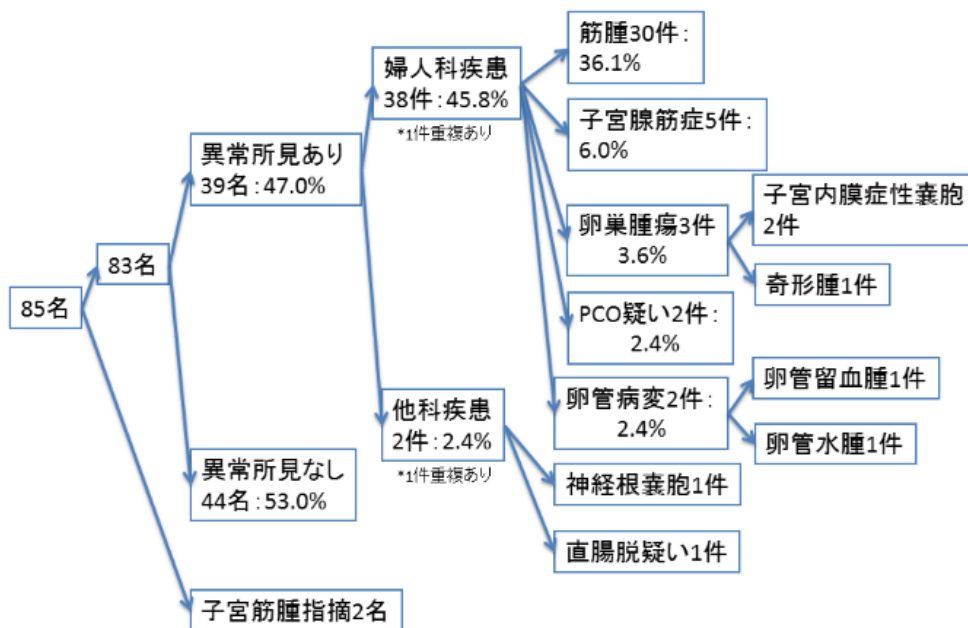 85名
83名
子宮筋腫指摘2名
異常所見あり
39名:47.0%
異常所見なし
44名:53.0%
婦人科疾患
38件:45.8%
*1件重複あり
他科疾患
2件:2.4%
*1件重複あり
筋腫30件:
36.1%
子宮腺筋症5件:
6.0%
卵巣腫瘍3件
3.6%
子宮内膜症性嚢胞
2件
奇形腫1件
PCO疑い2件:
2.4%
卵管病変2件:
2.4%
卵管留血腫1件
卵管水腫1件
神経根嚢胞1件
直腸脱疑い1件